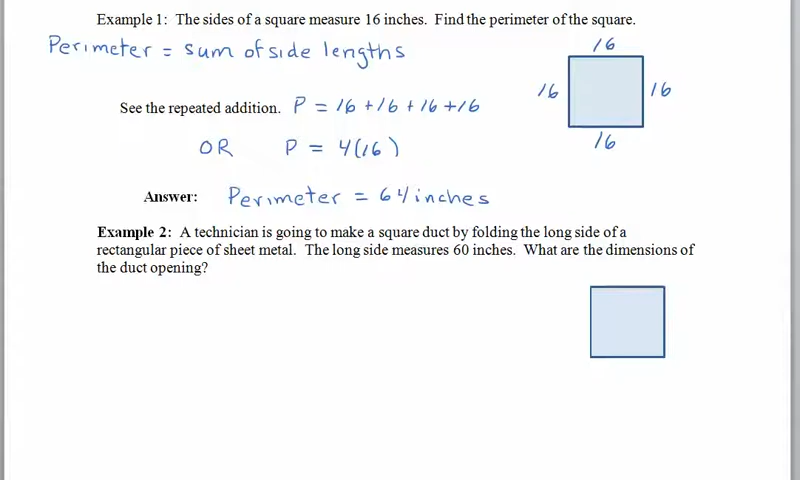 Example 1: The sides of a square measure 16 inches. Find the perimeter of the square.
Perimeter = sum of side lengths
16
16
16
16
See the repeated addition. P = 16 + 16 + 16 + 16
OR P = 4(16)
Answer: Perimeter = 64 inches
Example 2: A technician is going to make a square duct by folding the long side of a
rectangular piece of sheet metal. The long side measures 60 inches. What are the dimensions of
the duct opening?